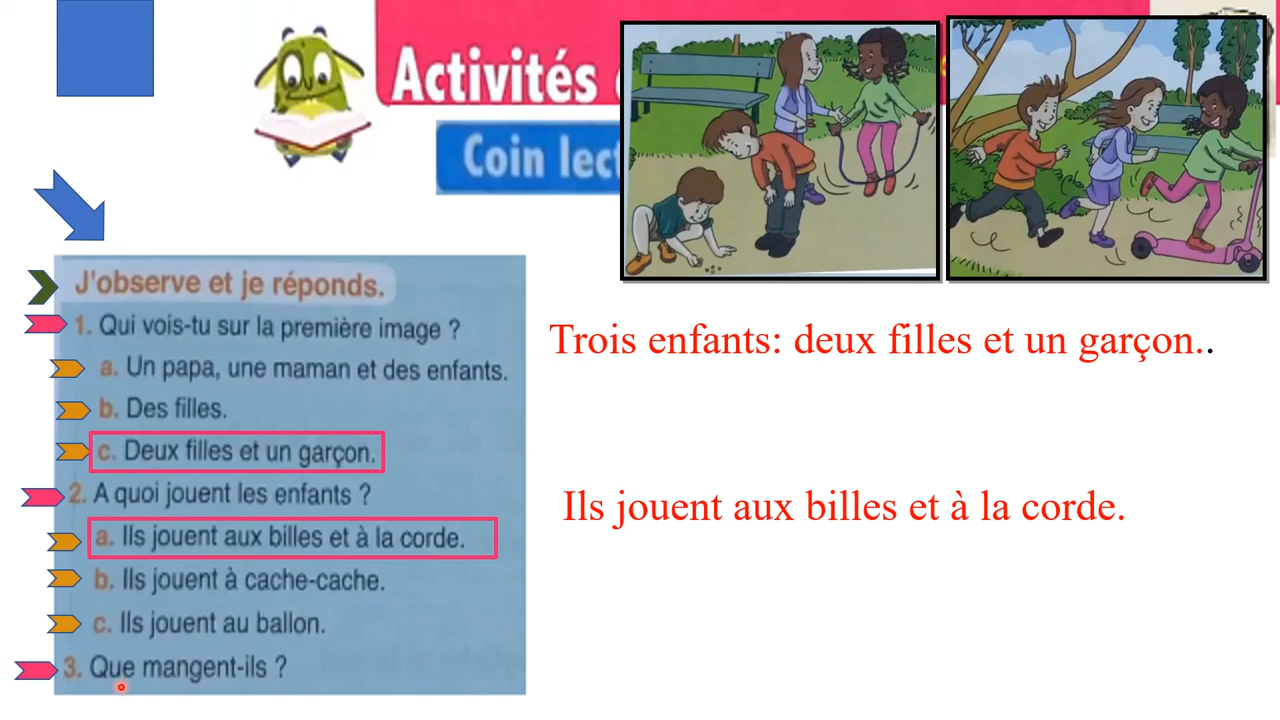 Activités
Coin lec
J'observe et je réponds.
1. Qui vois-tu sur la première image ?
a. Un papa, une maman et des enfants.
b. Des filles.
c. Deux filles et un garçon.
2. A quoi jouent les enfants ?
a. Ils jouent aux billes et à la corde.
b. Ils jouent à cache-cache.
c. Ils jouent au ballon.
3. Que mangent-ils ?
Trois enfants: deux filles et un garçon..
Ils jouent aux billes et à la corde.